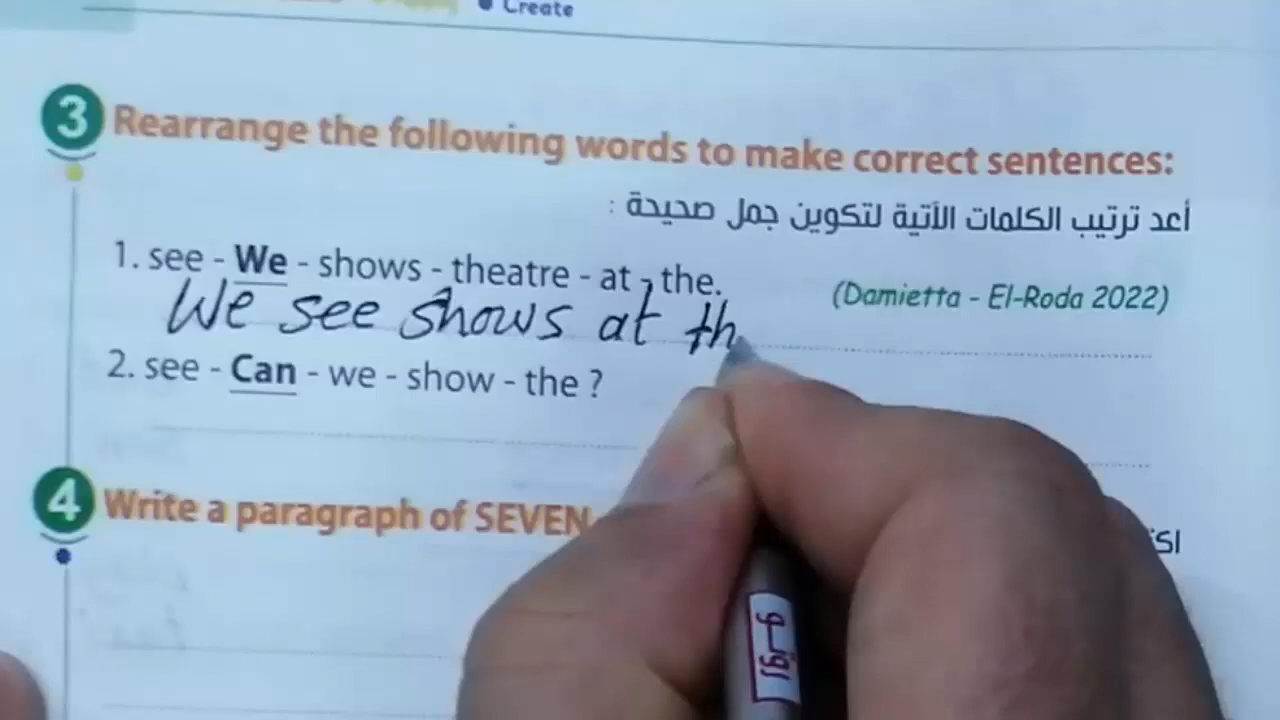 Create
3 Rearrange the following words to make correct sentences:
أعد ترتيب الكلمات الآتية لتكوين جمل صحيحة :
1. see - We - shows - theatre - at - the.
(Damietta - El-Roda 2022)
We see shows at th
2. see - Can - we - show - the ?
4 Write a paragraph of SEVEN